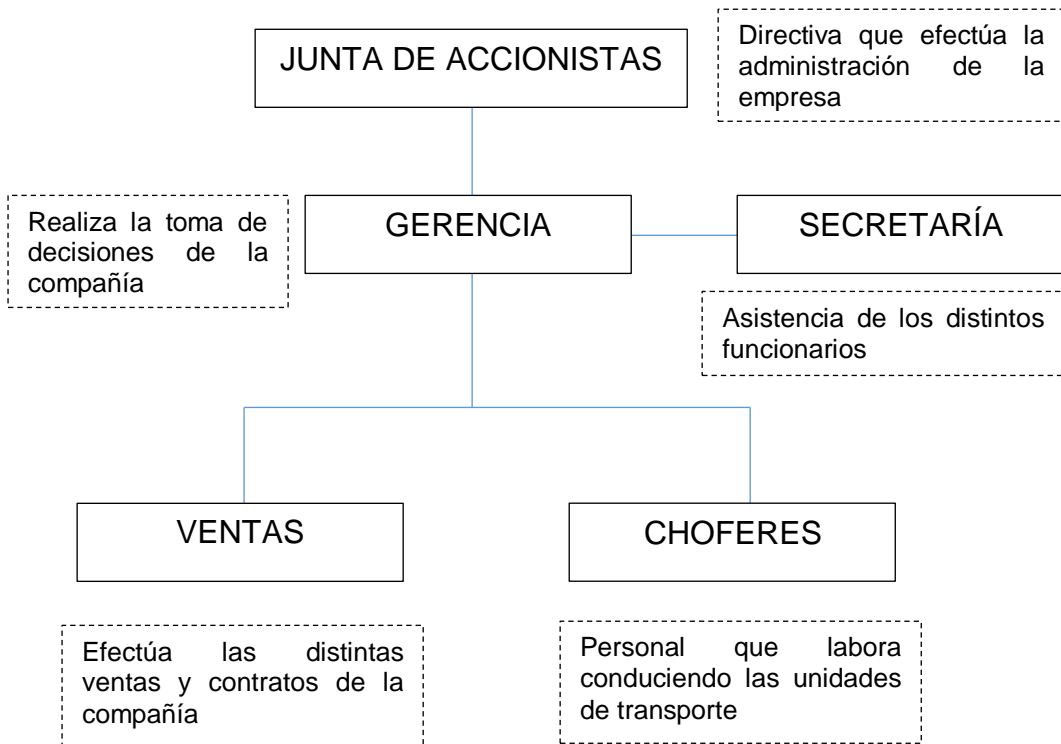 JUNTA DE ACCIONISTAS
Directiva que efectúa la
administración de la
empresa
Realiza la toma de
decisiones de la
compañía
GERENCIA
SECRETARÍA
Asistencia de los distintos
funcionarios
VENTAS
CHOFERES
Efectúa las distintas
ventas y contratos de la
compañía
Personal que labora
conduciendo las unidades
de transporte